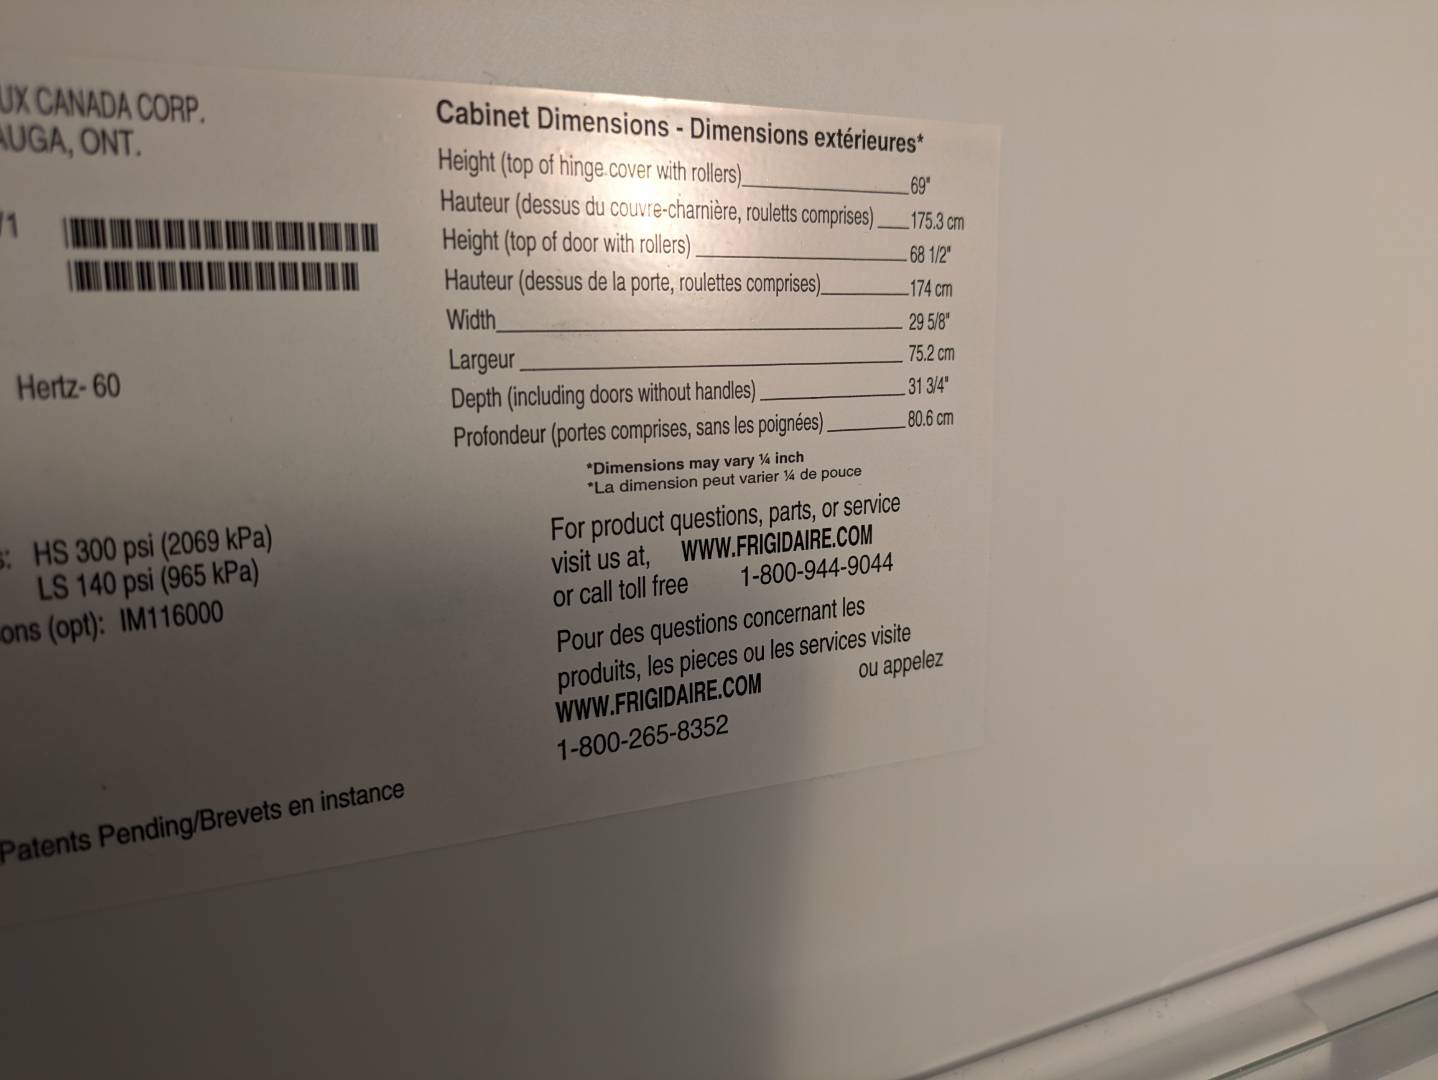 UX CANADA CORP.
AUGA, ONT.
71
Hertz- 60
HS 300 psi (2069 kPa)
LS 140 psi (965 kPa)
ons (opt): IM116000
Patents Pending/Brevets en instance
Cabinet Dimensions - Dimensions extérieures*
Height (top of hinge cover with rollers) 69"
Hauteur (dessus du couvre-charnière, rouletts comprises) 175.3 cm
Height (top of door with rollers) 68 1/2"
Hauteur (dessus de la porte, roulettes comprises) 174 cm
Width 29 5/8"
Largeur 75.2 cm
Depth (including doors without handles) 31 3/4"
Profondeur (portes comprises, sans les poignées) 80.6 cm
*Dimensions may vary ¼ inch
*La dimension peut varier ¼ de pouce
For product questions, parts, or service
visit us at, WWW.FRIGIDAIRE.COM
or call toll free 1-800-944-9044
Pour des questions concernant les
produits, les pieces ou les services visite
WWW.FRIGIDAIRE.COM ou appelez
1-800-265-8352